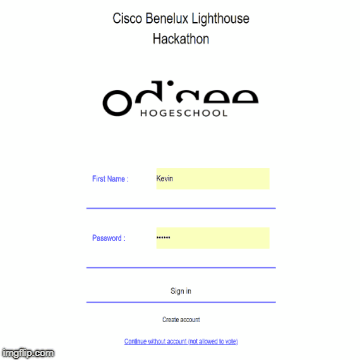 Cisco Benelux Lighthouse
Hackathon
odisee
HOGESCHOOL
First Name :
Kevin
Password :
••••••
Sign in
Create account
Continue without account (not allowed to vote)
imgflip.com